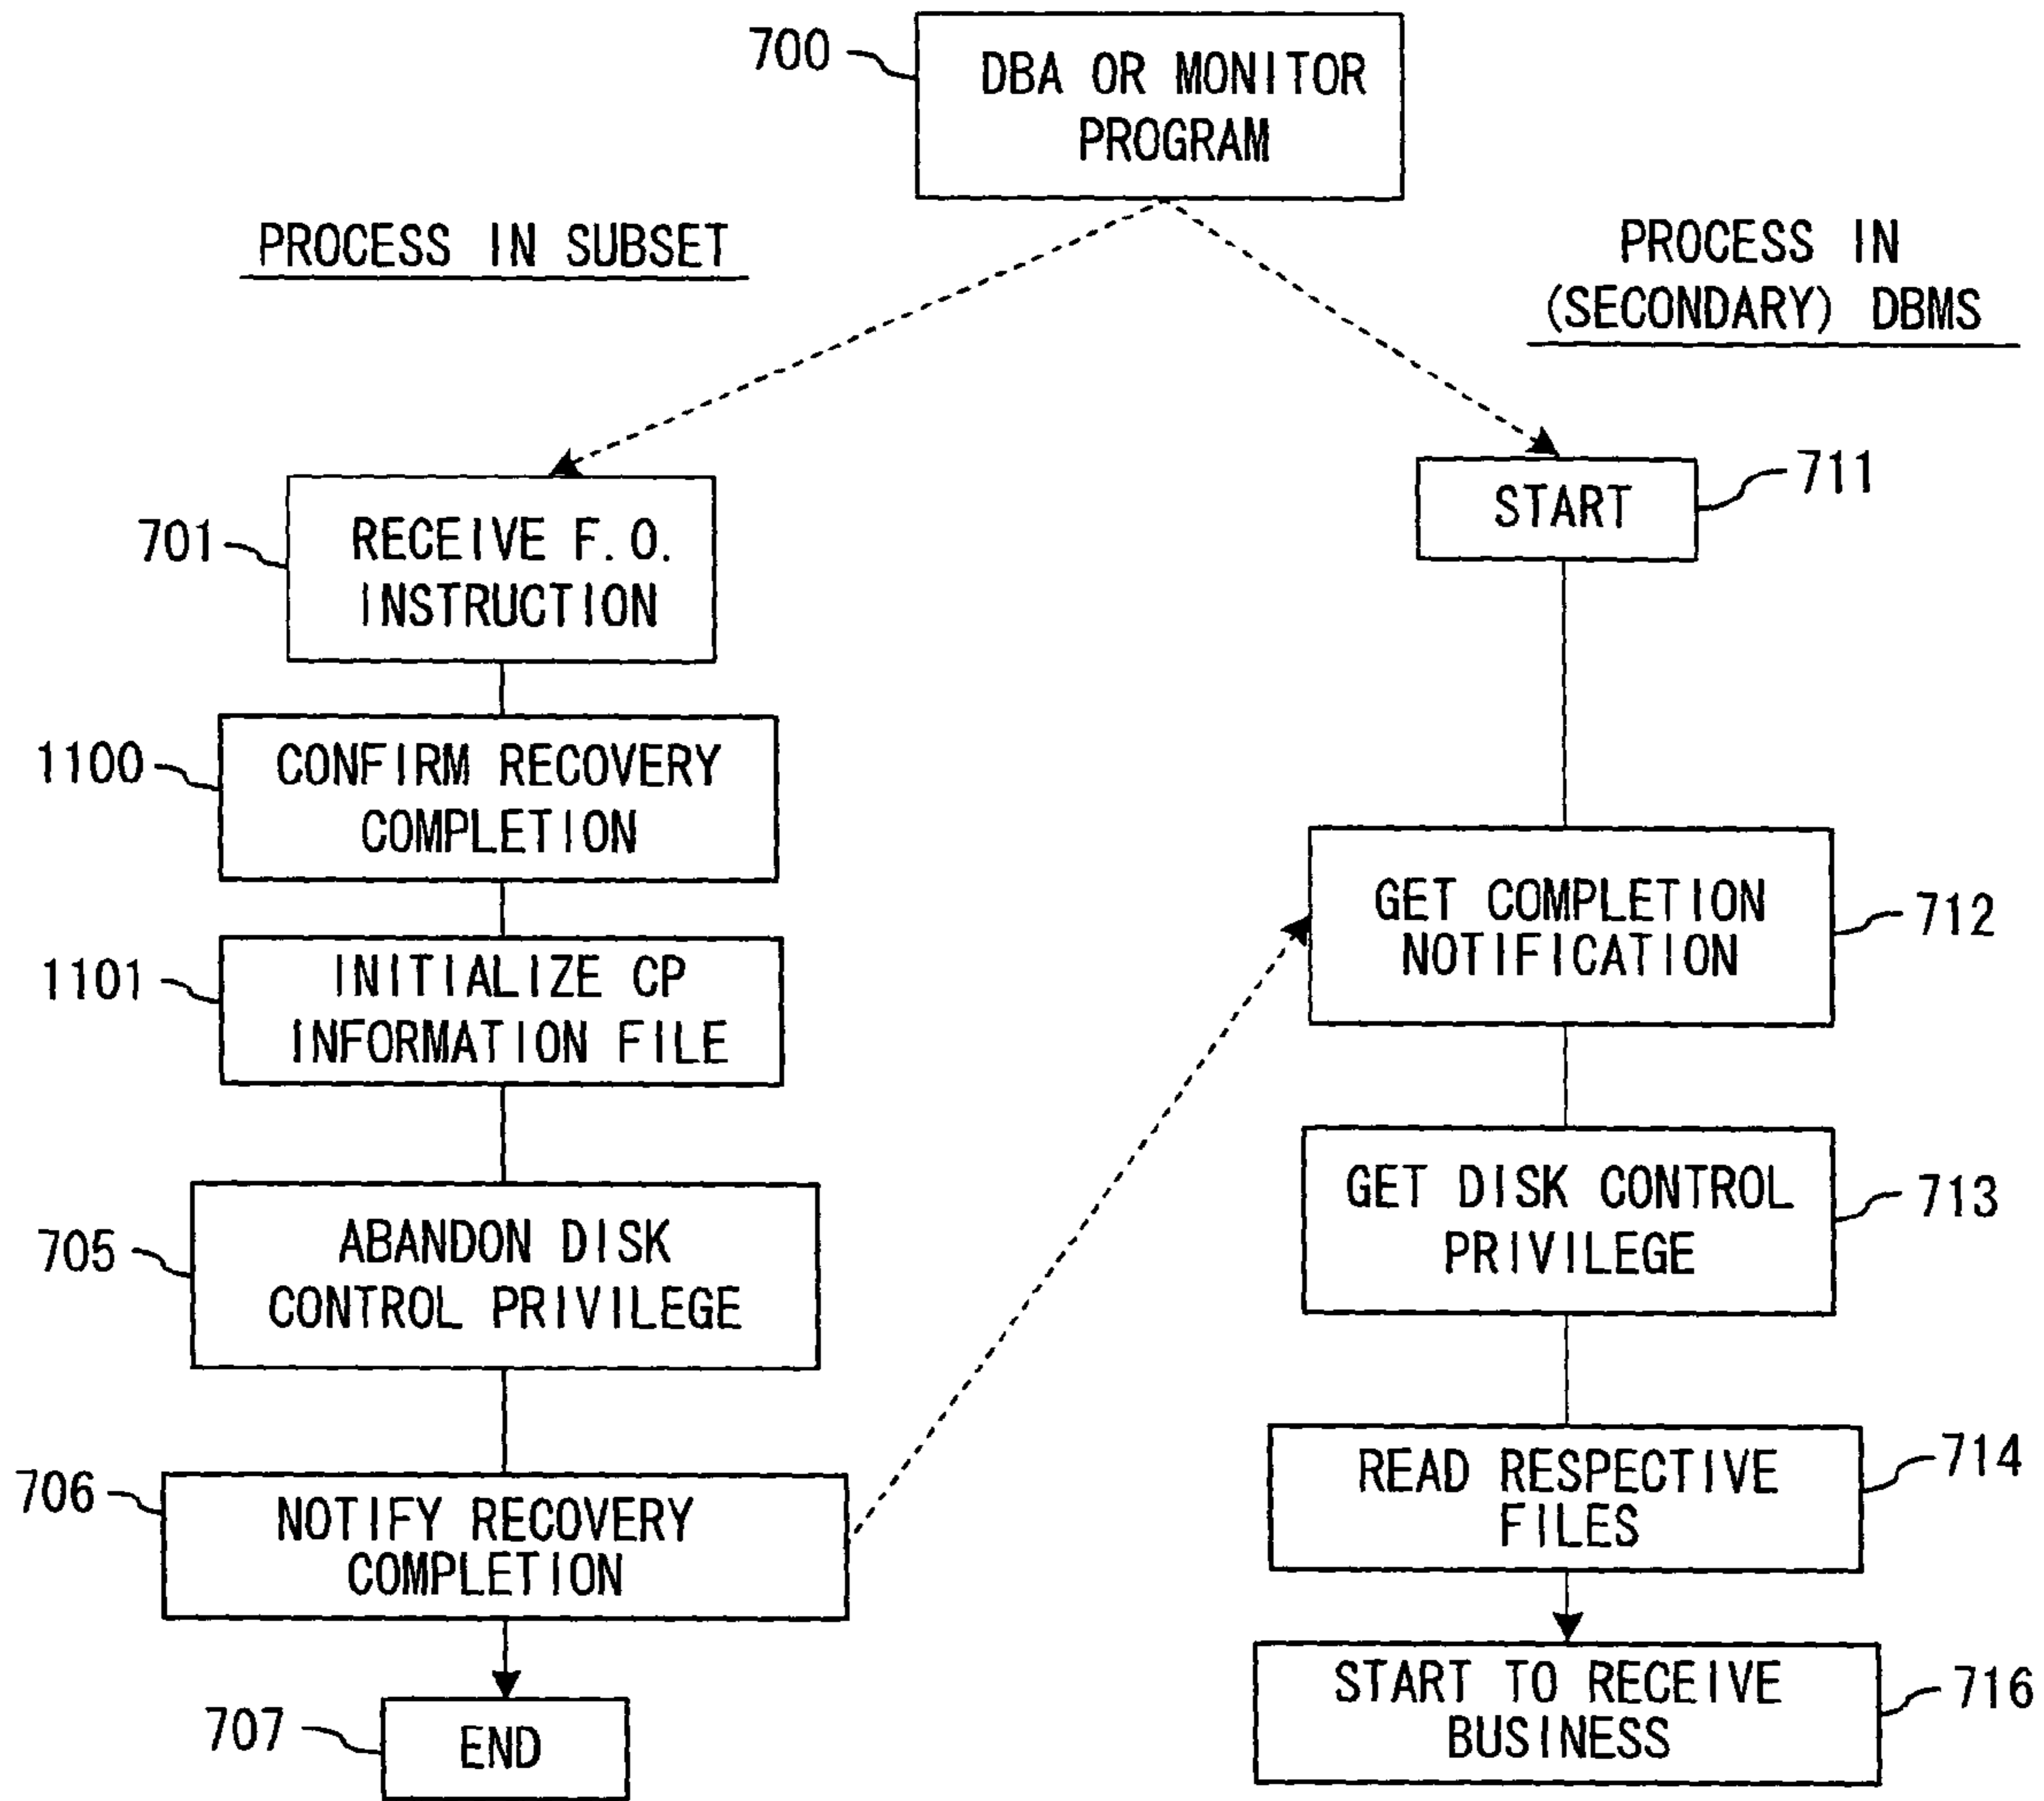 700
DBA OR MONITOR
PROGRAM
PROCESS IN SUBSET
PROCESS IN
(SECONDARY) DBMS
701
RECEIVE F.O.
INSTRUCTION
1100
CONFIRM RECOVERY
COMPLETION
1101
INITIALIZE CP
INFORMATION FILE
705
ABANDON DISK
CONTROL PRIVILEGE
706
NOTIFY RECOVERY
COMPLETION
707
END
START
711
GET COMPLETION
NOTIFICATION
712
GET DISK CONTROL
PRIVILEGE
713
READ RESPECTIVE
FILES
714
START TO RECEIVE
BUSINESS
716